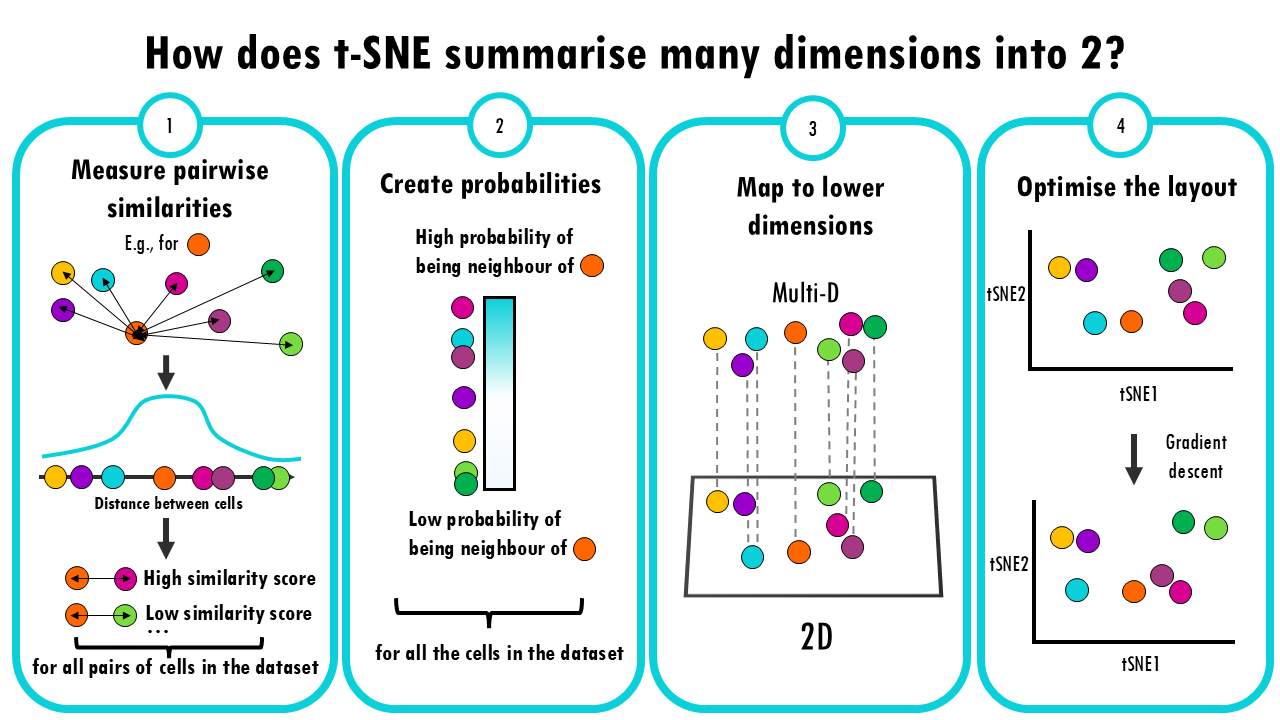 How does t-SNE summarise many dimensions into 2?
1
Measure pairwise
similarities
E.g., for
Distance between cells
High similarity score
Low similarity score
...
for all pairs of cells in the dataset
2
Create probabilities
High probability of
being neighbour of
Low probability of
being neighbour of
for all the cells in the dataset
3
Map to lower
dimensions
Multi-D
2D
4
Optimise the layout
tSNE2
tSNE1
Gradient
descent
tSNE2
tSNE1